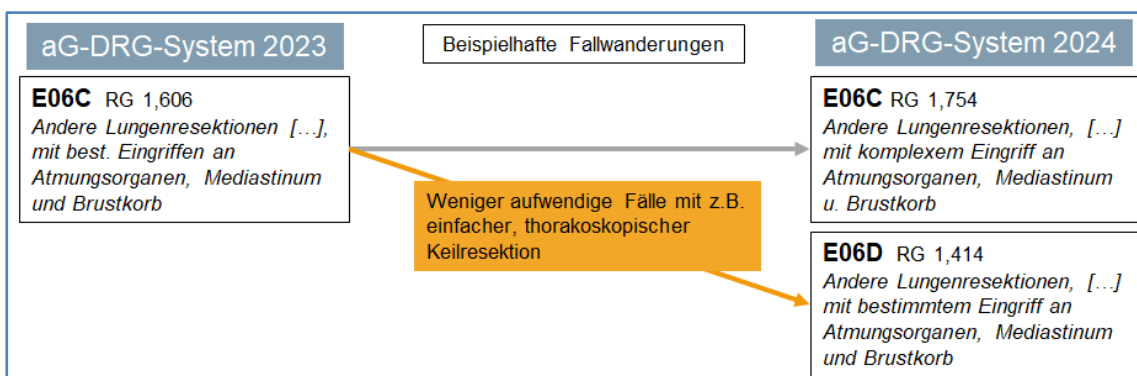 aG-DRG-System 2023
Beispielhafte Fallwanderungen
aG-DRG-System 2024
E06C RG 1,606
Andere Lungenresektionen [...],
mit best. Eingriffen an
Atmungsorganen, Mediastinum
und Brustkorb
Weniger aufwendige Fälle mit z.B.
einfacher, thorakoskopischer
Keilresektion
E06C RG 1,754
Andere Lungenresektionen, [...]
mit komplexem Eingriff an
Atmungsorganen, Mediastinum
u. Brustkorb
E06D RG 1,414
Andere Lungenresektionen, [...]
mit bestimmtem Eingriff an
Atmungsorganen, Mediastinum
und Brustkorb